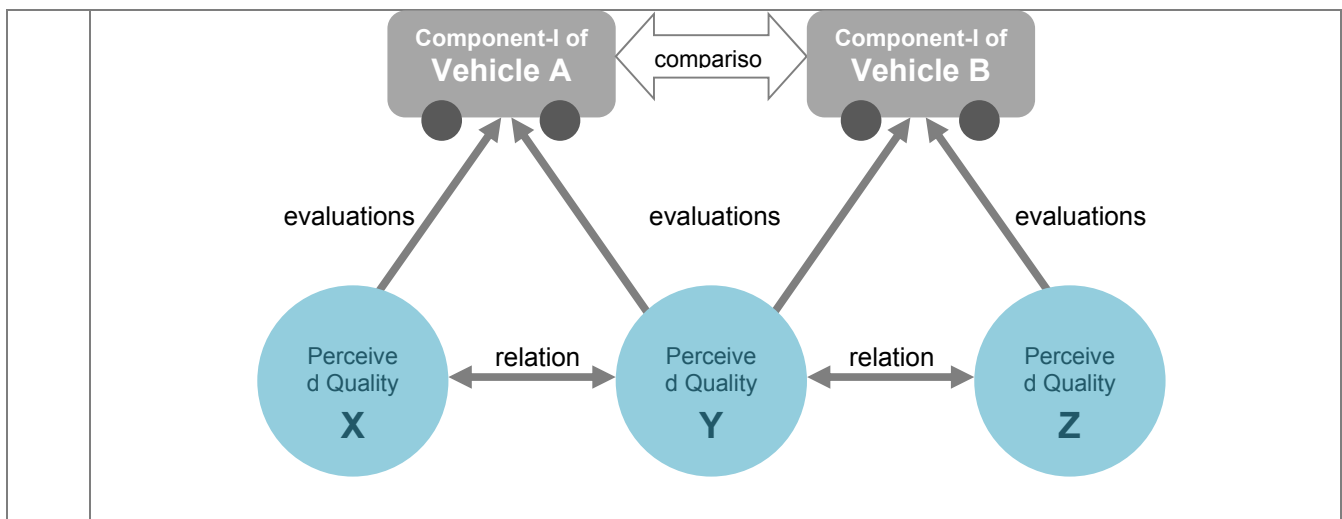 Component-I of
Vehicle A
compariso
Component-I of
Vehicle B
evaluations
evaluations
evaluations
Perceive
d Quality
X
relation
Perceive
d Quality
Y
relation
Perceive
d Quality
Z